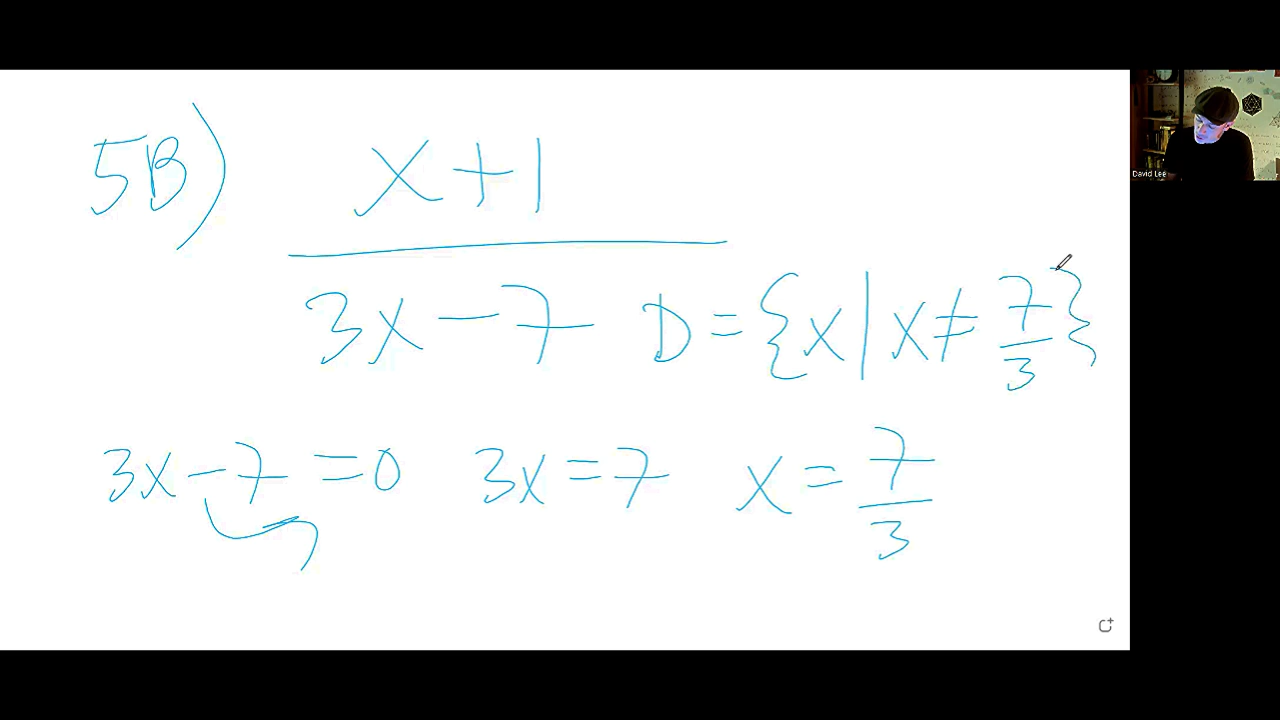 5B) x+1
3x-7 D={x|x≠7/3}
3x-7=0 3x=7 x=7/3
David Lee